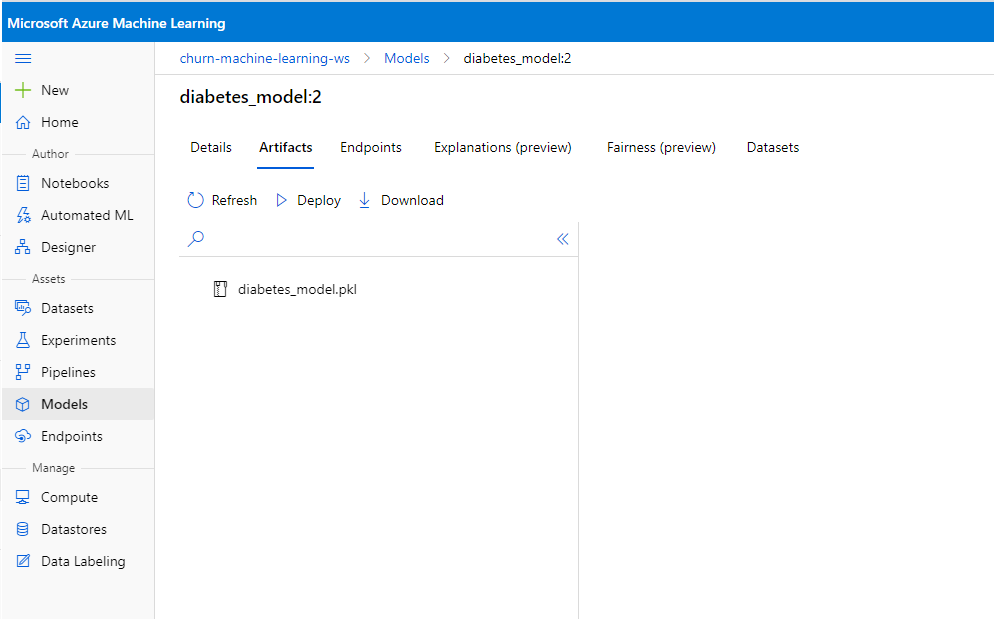 Microsoft Azure Machine Learning
churn-machine-learning-ws > Models > diabetes_model:2
New
Home
Author
Notebooks
Automated ML
Designer
Assets
Datasets
Experiments
Pipelines
Models
Endpoints
Manage
Compute
Datastores
Data Labeling
diabetes_model:2
Details Artifacts Endpoints Explanations (preview) Fairness (preview) Datasets
Refresh Deploy Download
diabetes_model.pkl